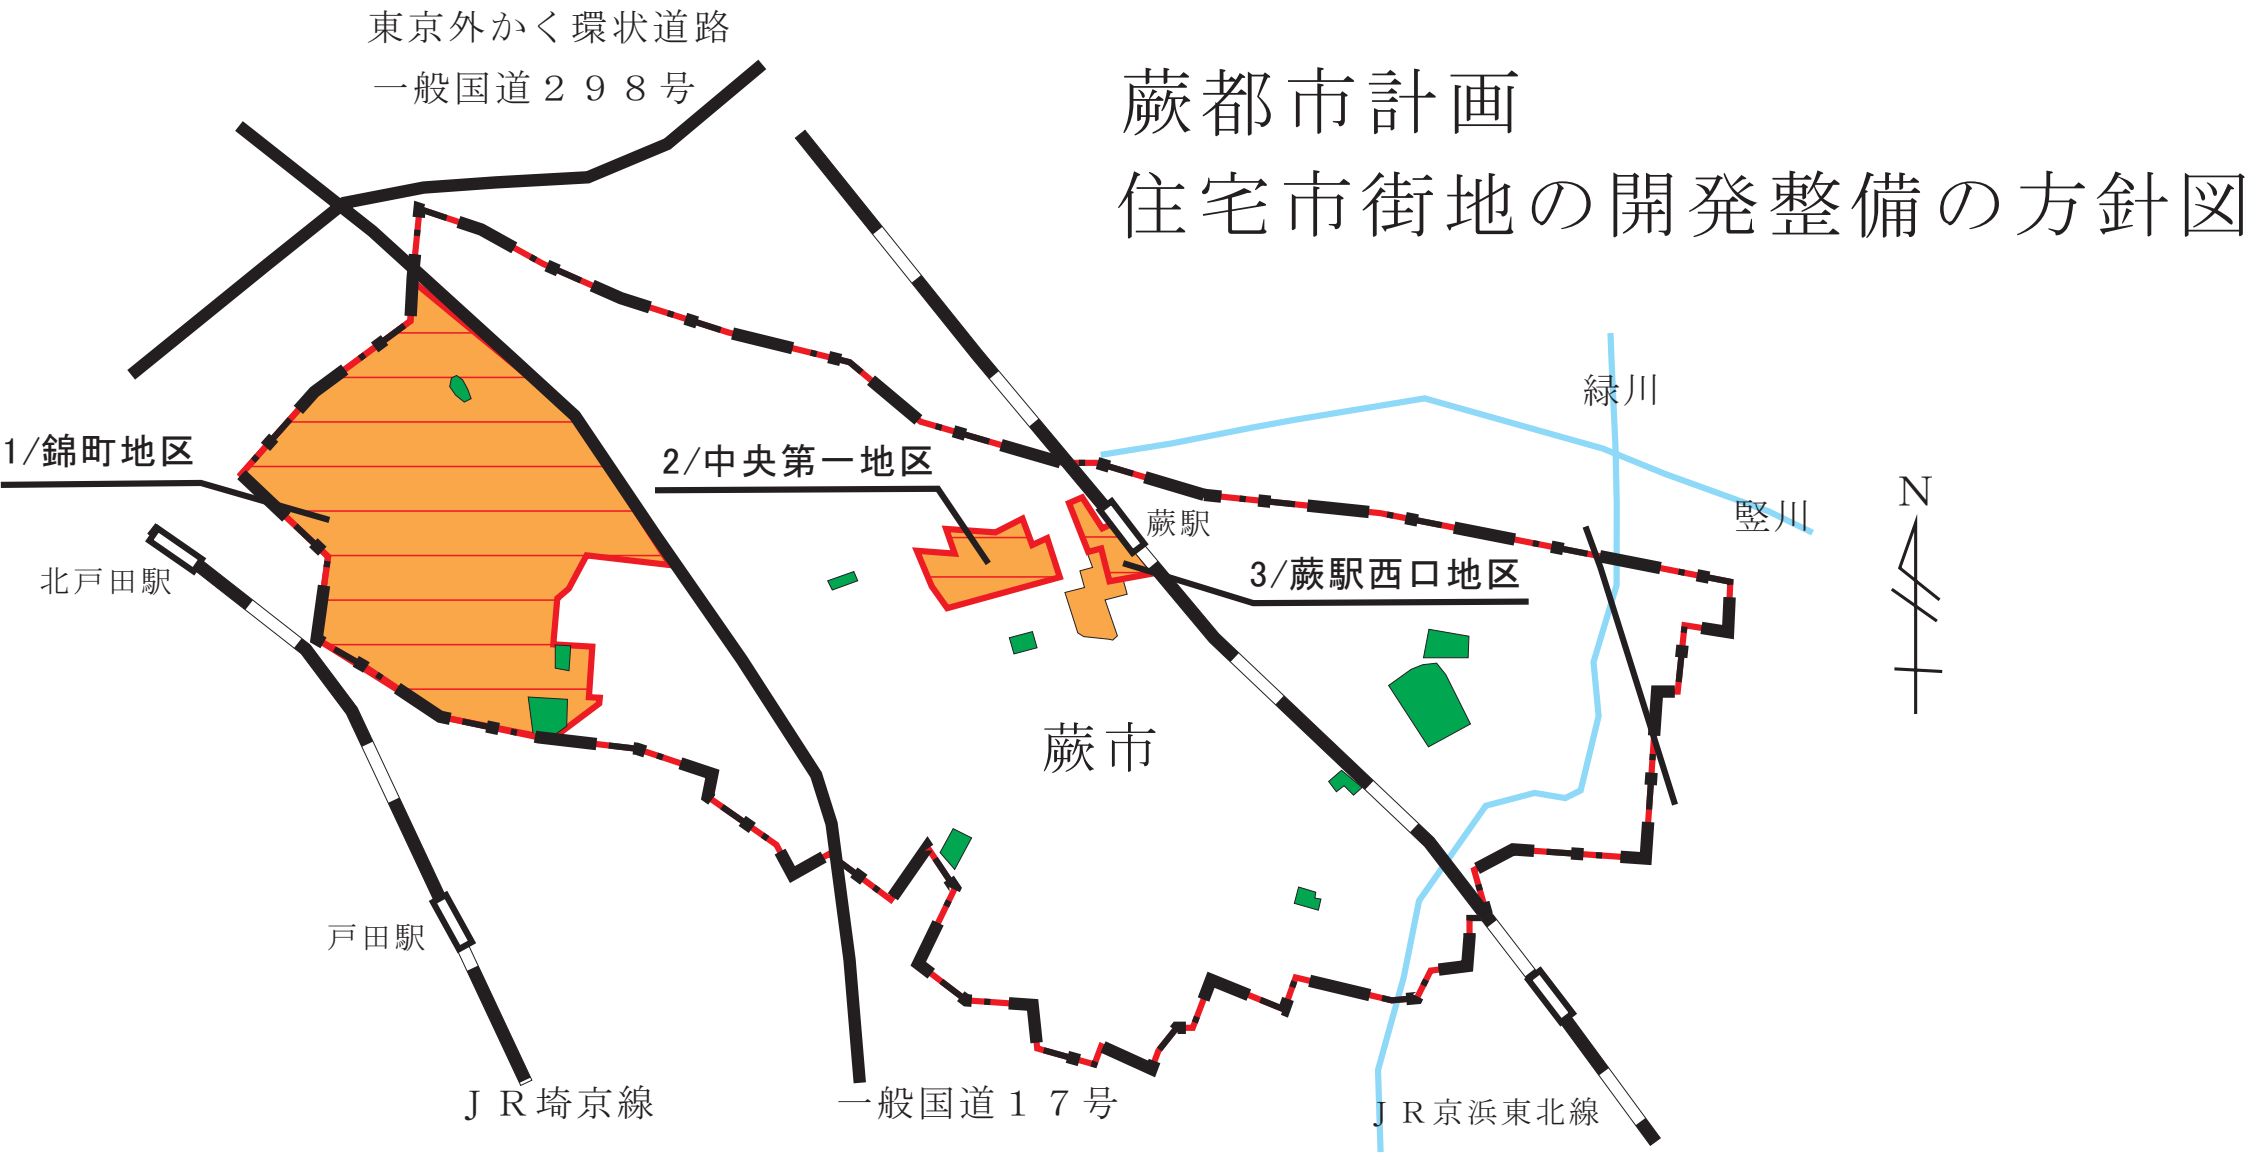 東京外かく環状道路
一般国道２９８号
蕨都市計画
住宅市街地の開発整備の方針図
緑川
1/錦町地区
2/中央第一地区
N
竪川
蕨駅
北戸田駅
3/蕨駅西口地区
蕨市
戸田駅
ＪＲ埼京線
一般国道１７号
ＪＲ京浜東北線